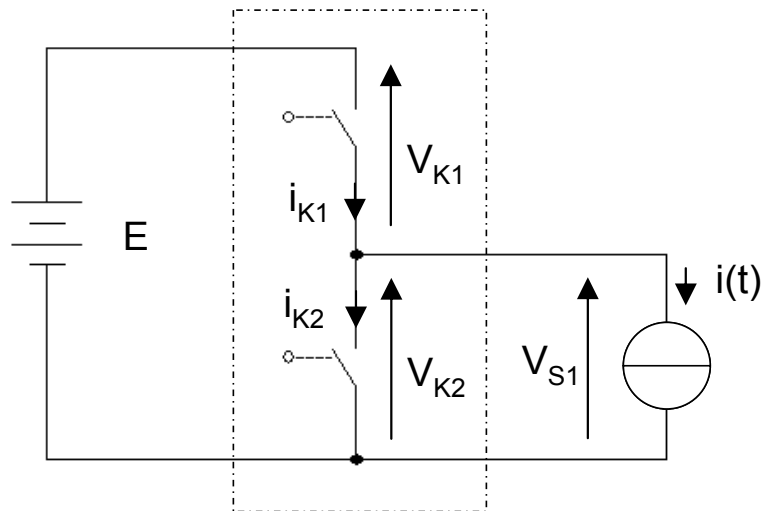 V_K1
i_K1
E
i(t)
i_K2
V_K2
V_S1